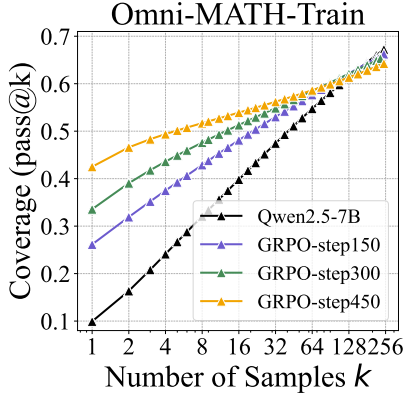 Omni-MATH-Train
Coverage (pass@k)
0.7
0.6
0.5
0.4
0.3
0.2
0.1
Qwen2.5-7B
GRPO-step150
GRPO-step300
GRPO-step450
1 2 4 8 16 32 64 128 256
Number of Samples k